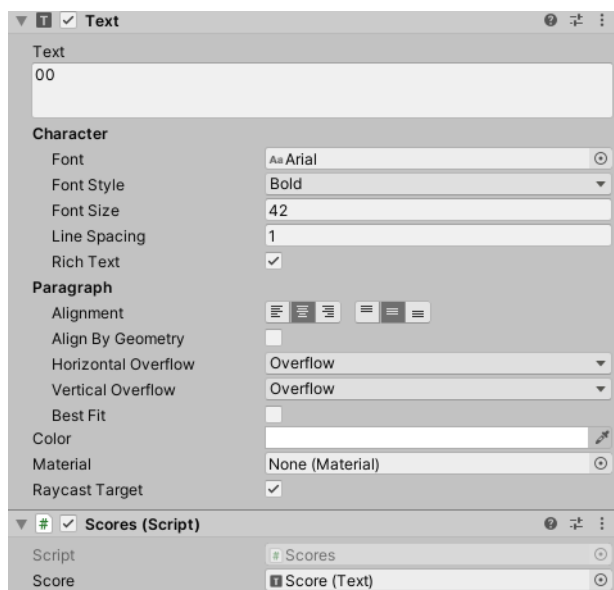 Text
Text
00
Character
Font Aa Arial
Font Style Bold
Font Size 42
Line Spacing 1
Rich Text
Paragraph
Alignment
Align By Geometry
Horizontal Overflow Overflow
Vertical Overflow Overflow
Best Fit
Color
Material None (Material)
Raycast Target
# Scores (Script)
Script # Scores
Score T Score (Text)